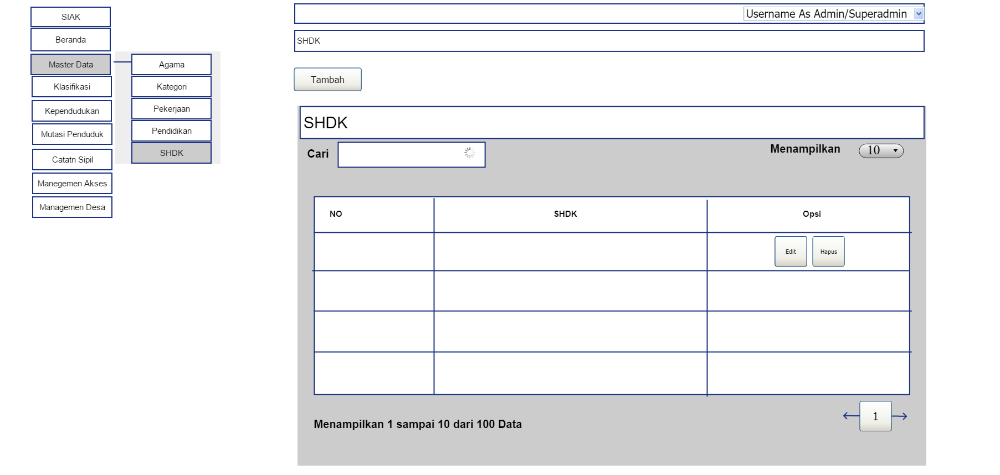 SIAK
Beranda
Master Data
Klasifikasi
Kependudukan
Mutasi Penduduk
Catatn Sipil
Manegemen Akses
Managemen Desa
Agama
Kategori
Pekerjaan
Pendidikan
SHDK
Username As Admin/Superadmin
SHDK
Tambah
SHDK
Cari
Menampilkan 10
NO SHDK Opsi
Edit Hapus
Menampilkan 1 sampai 10 dari 100 Data
1